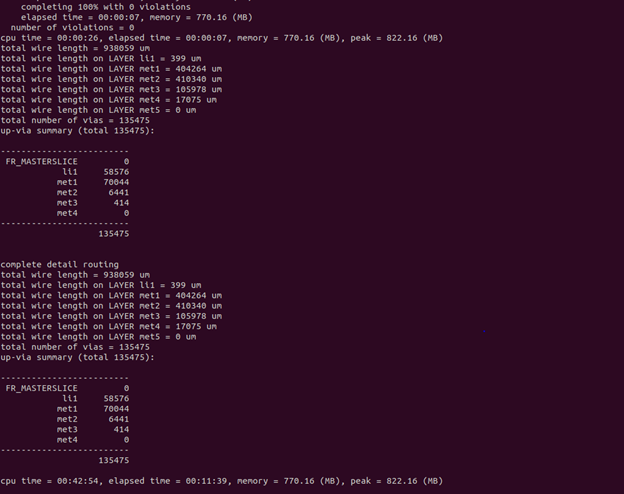 completing 100% with 0 violations
elapsed time = 00:00:07, memory = 770.16 (MB)
number of violations = 0
cpu time = 00:00:26, elapsed time = 00:00:07, memory = 770.16 (MB), peak = 822.16 (MB)
total wire length = 938059 um
total wire length on LAYER li1 = 399 um
total wire length on LAYER met1 = 404264 um
total wire length on LAYER met2 = 410340 um
total wire length on LAYER met3 = 105978 um
total wire length on LAYER met4 = 17075 um
total wire length on LAYER met5 = 0 um
total number of vias = 135475
up-via summary (total 135475):
------------------------
FR_MASTERSLICE 0
li1 58576
met1 70044
met2 6441
met3 414
met4 0
------------------------
135475
complete detail routing
total wire length = 938059 um
total wire length on LAYER li1 = 399 um
total wire length on LAYER met1 = 404264 um
total wire length on LAYER met2 = 410340 um
total wire length on LAYER met3 = 105978 um
total wire length on LAYER met4 = 17075 um
total wire length on LAYER met5 = 0 um
total number of vias = 135475
up-via summary (total 135475):
------------------------
FR_MASTERSLICE 0
li1 58576
met1 70044
met2 6441
met3 414
met4 0
------------------------
135475
cpu time = 00:42:54, elapsed time = 00:11:39, memory = 770.16 (MB), peak = 822.16 (MB)